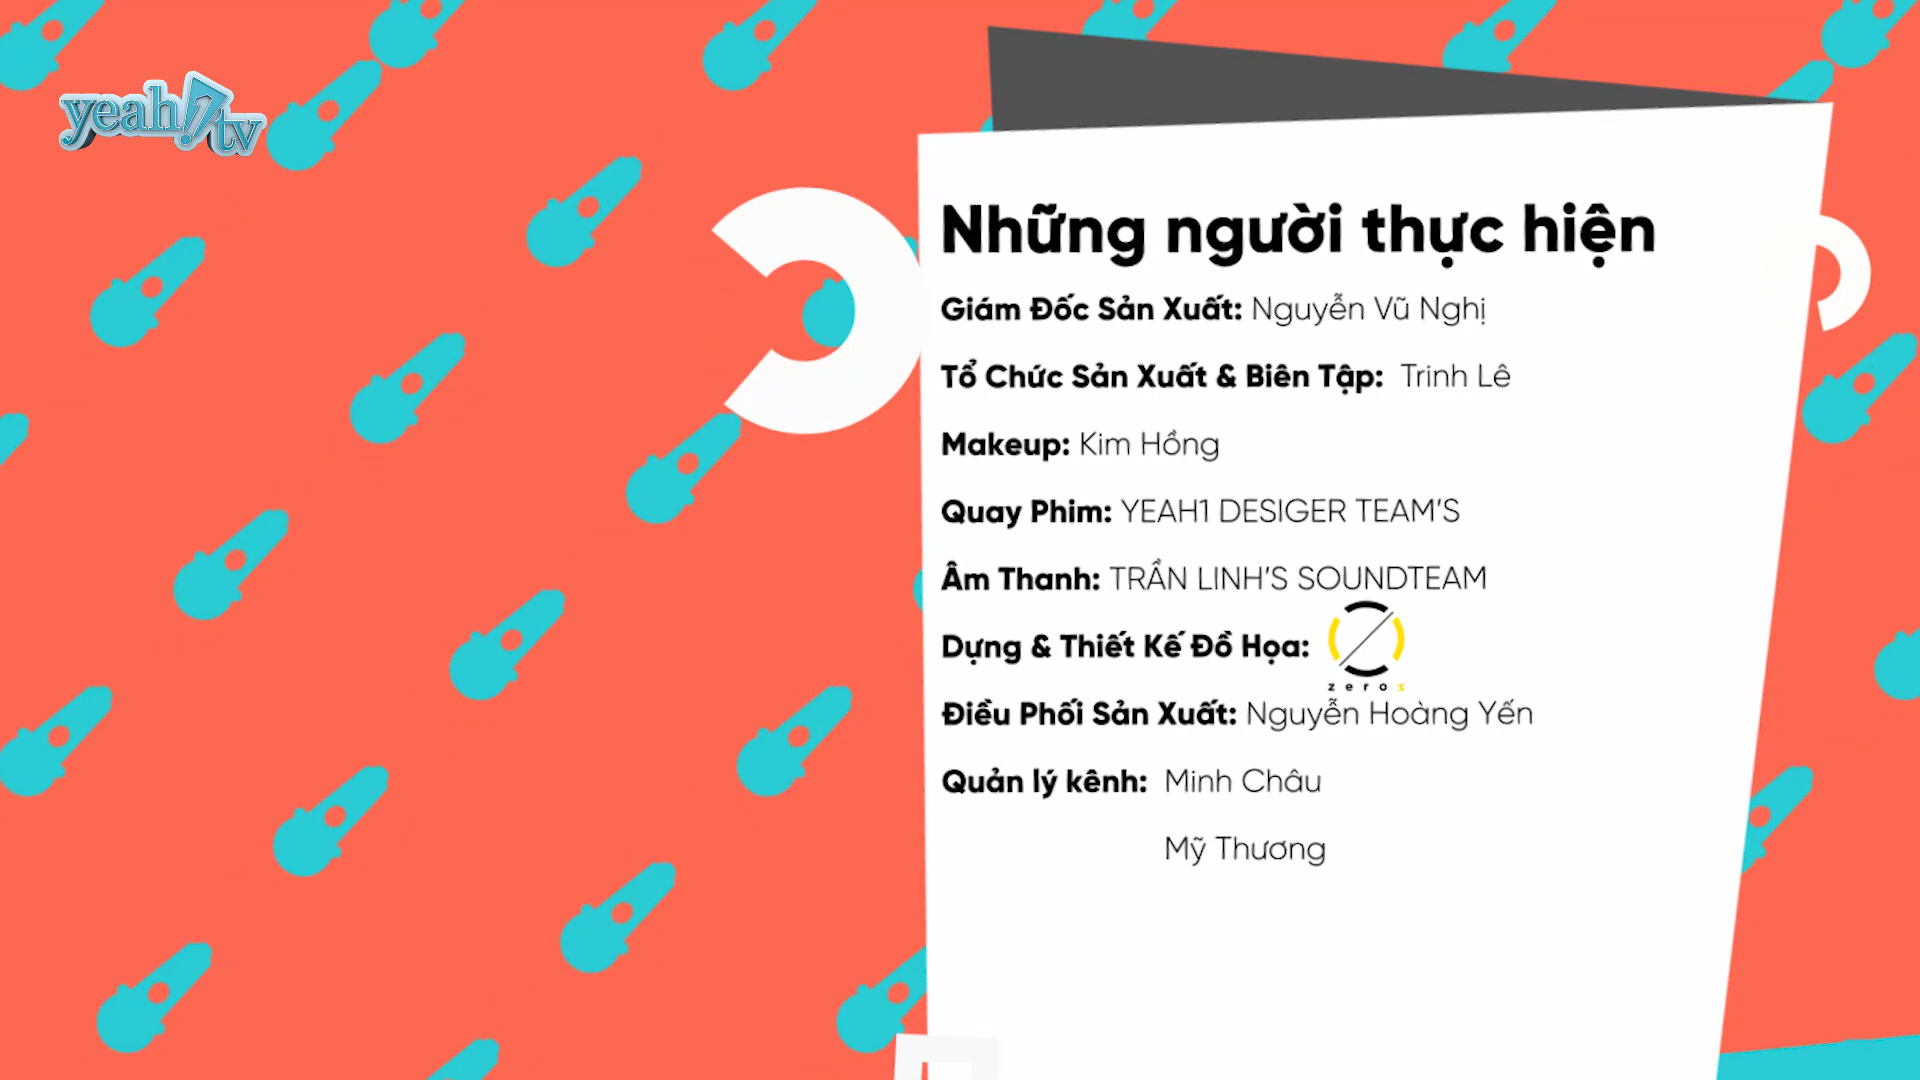 yeah1tv
Những người thực hiện
Giám Đốc Sản Xuất: Nguyễn Vũ Nghị
Tổ Chức Sản Xuất & Biên Tập: Trinh Lê
Makeup: Kim Hồng
Quay Phim: YEAH1 DESIGER TEAM'S
Âm Thanh: TRẦN LINH'S SOUNDTEAM
Dựng & Thiết Kế Đồ Họa:
zeros
Điều Phối Sản Xuất: Nguyễn Hoàng Yến
Quản lý kênh: Minh Châu
Mỹ Thương